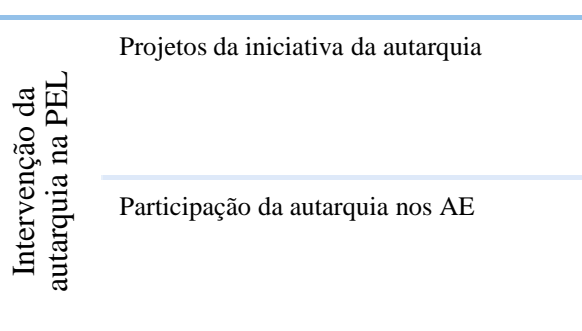 Intervenção da
autarquia na PEL
Projetos da iniciativa da autarquia
Participação da autarquia nos AE